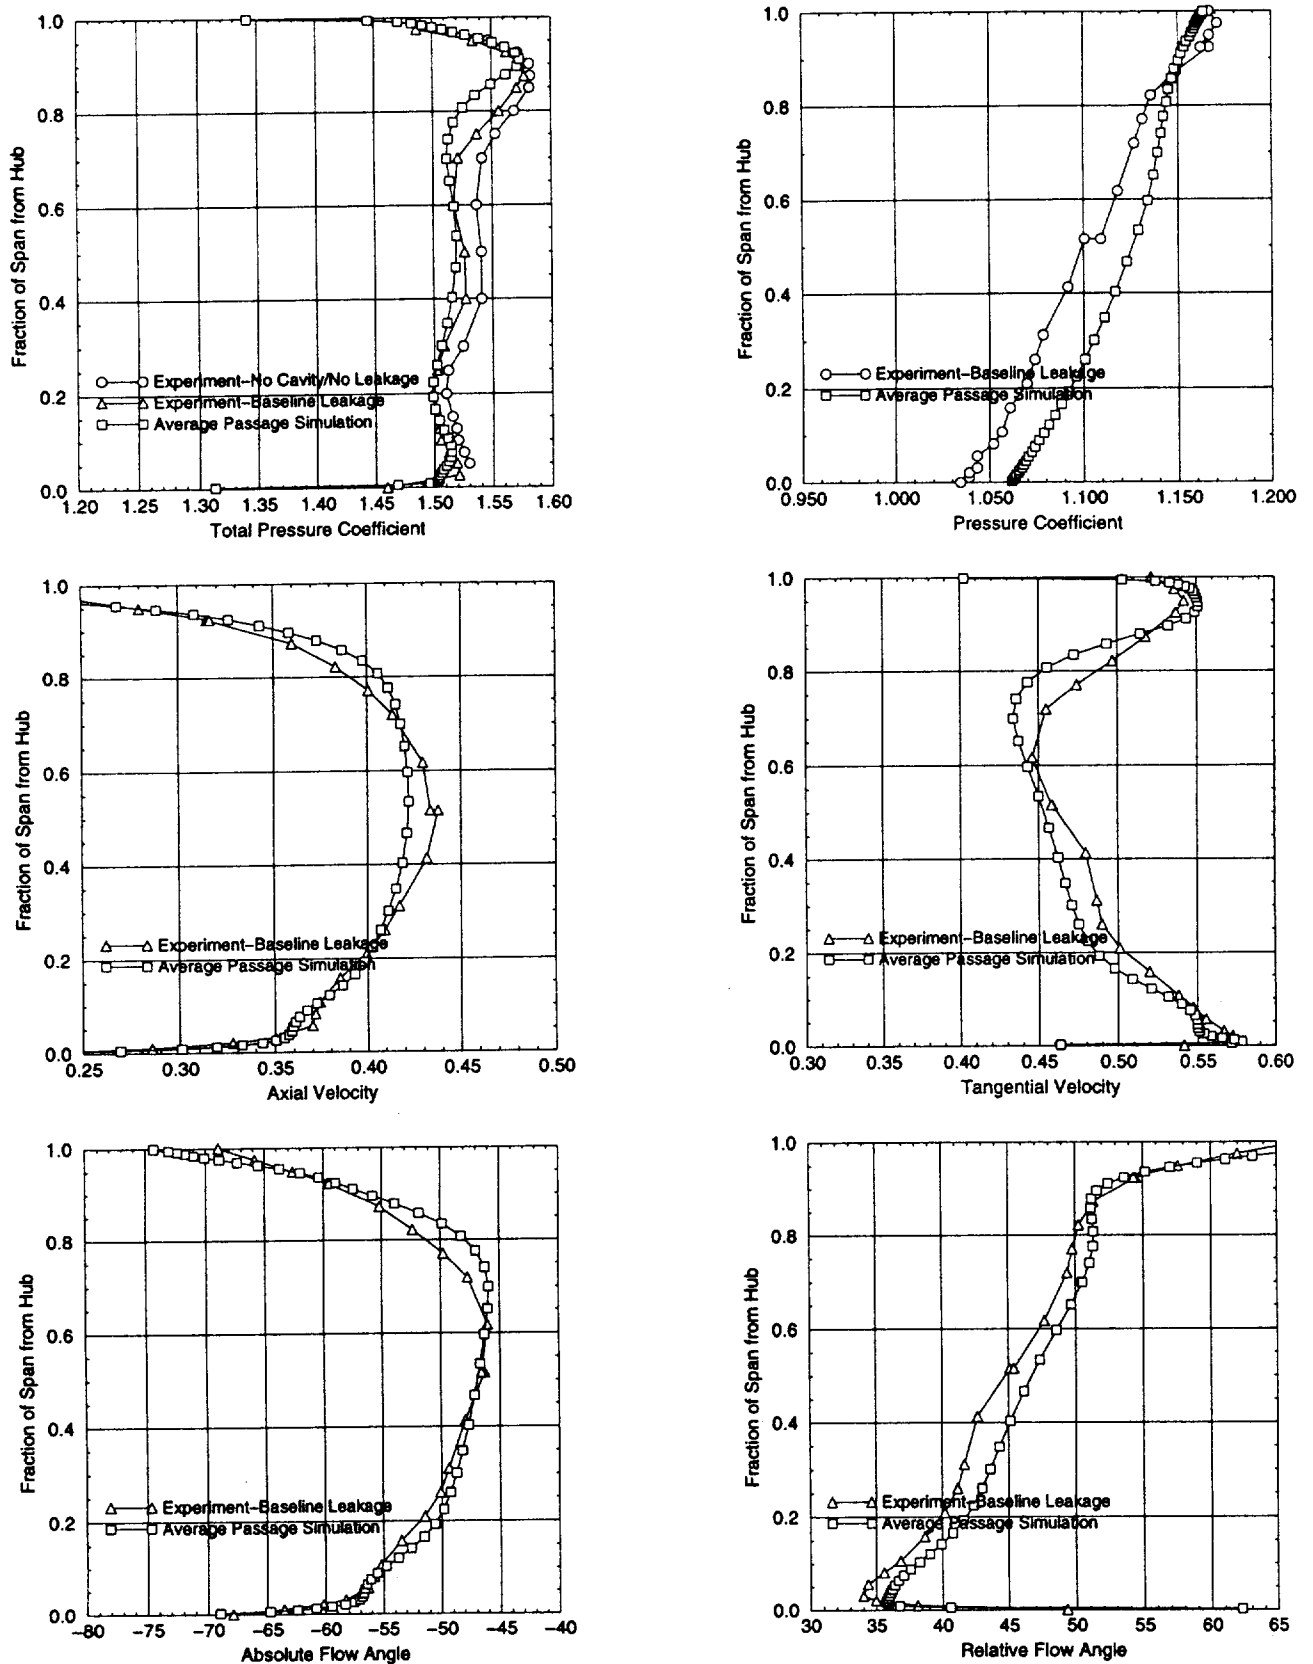 1.0
0.8
0.6
0.4
0.2
0.0
Fraction of Span from Hub
Experiment-No Cavity/No Leakage
Experiment-Baseline Leakage
Average Passage Simulation
1.20 1.25 1.30 1.35 1.40 1.45 1.50 1.55 1.60
Total Pressure Coefficient
1.0
0.8
0.6
0.4
0.2
0.0
Fraction of Span from Hub
Experiment-Baseline Leakage
Average Passage Simulation
0.950 1.000 1.050 1.100 1.150 1.200
Pressure Coefficient
1.0
0.8
0.6
0.4
0.2
0.0
Fraction of Span from Hub
Experiment-Baseline Leakage
Average Passage Simulation
0.25 0.30 0.35 0.40 0.45 0.50
Axial Velocity
1.0
0.8
0.6
0.4
0.2
0.0
Fraction of Span from Hub
Experiment-Baseline Leakage
Average Passage Simulation
0.30 0.35 0.40 0.45 0.50 0.55 0.60
Tangential Velocity
1.0
0.8
0.6
0.4
0.2
0.0
Fraction of Span from Hub
Experiment-Baseline Leakage
Average Passage Simulation
-80 -75 -70 -65 -60 -55 -50 -45 -40
Absolute Flow Angle
1.0
0.8
0.6
0.4
0.2
0.0
Fraction of Span from Hub
Experiment-Baseline Leakage
Average Passage Simulation
30 35 40 45 50 55 60 65
Relative Flow Angle